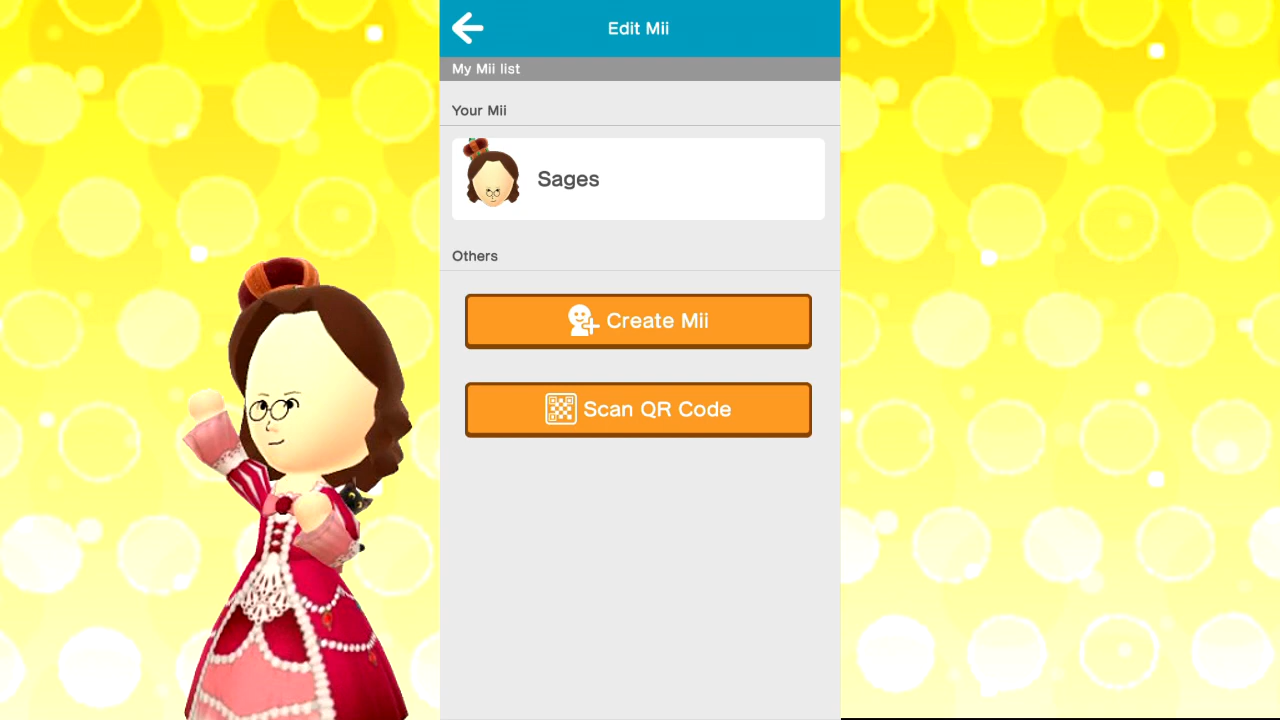 Edit Mii
My Mii list
Your Mii
Sages
Others
Create Mii
Scan QR Code